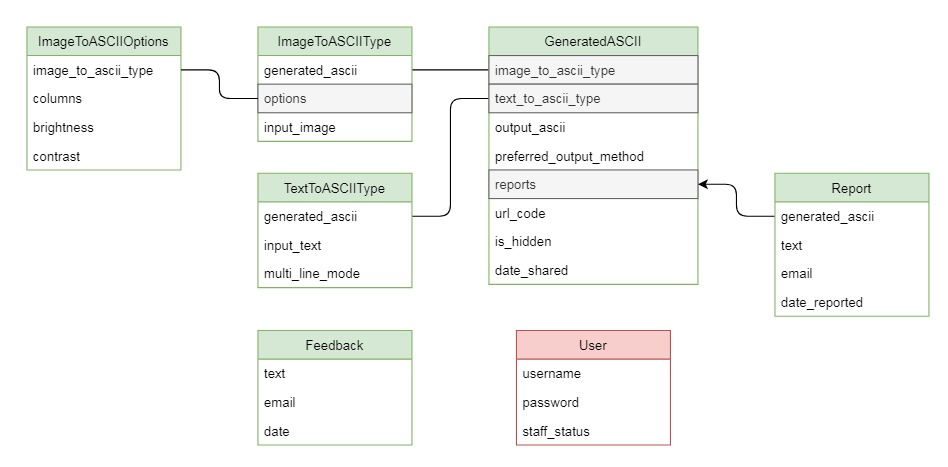 ImageToASCIIOptions
image_to_ascii_type
columns
brightness
contrast
ImageToASCIIType
generated_ascii
options
input_image
TextToASCIIType
generated_ascii
input_text
multi_line_mode
GeneratedASCII
image_to_ascii_type
text_to_ascii_type
output_ascii
preferred_output_method
reports
url_code
is_hidden
date_shared
Report
generated_ascii
text
email
date_reported
Feedback
text
email
date
User
username
password
staff_status